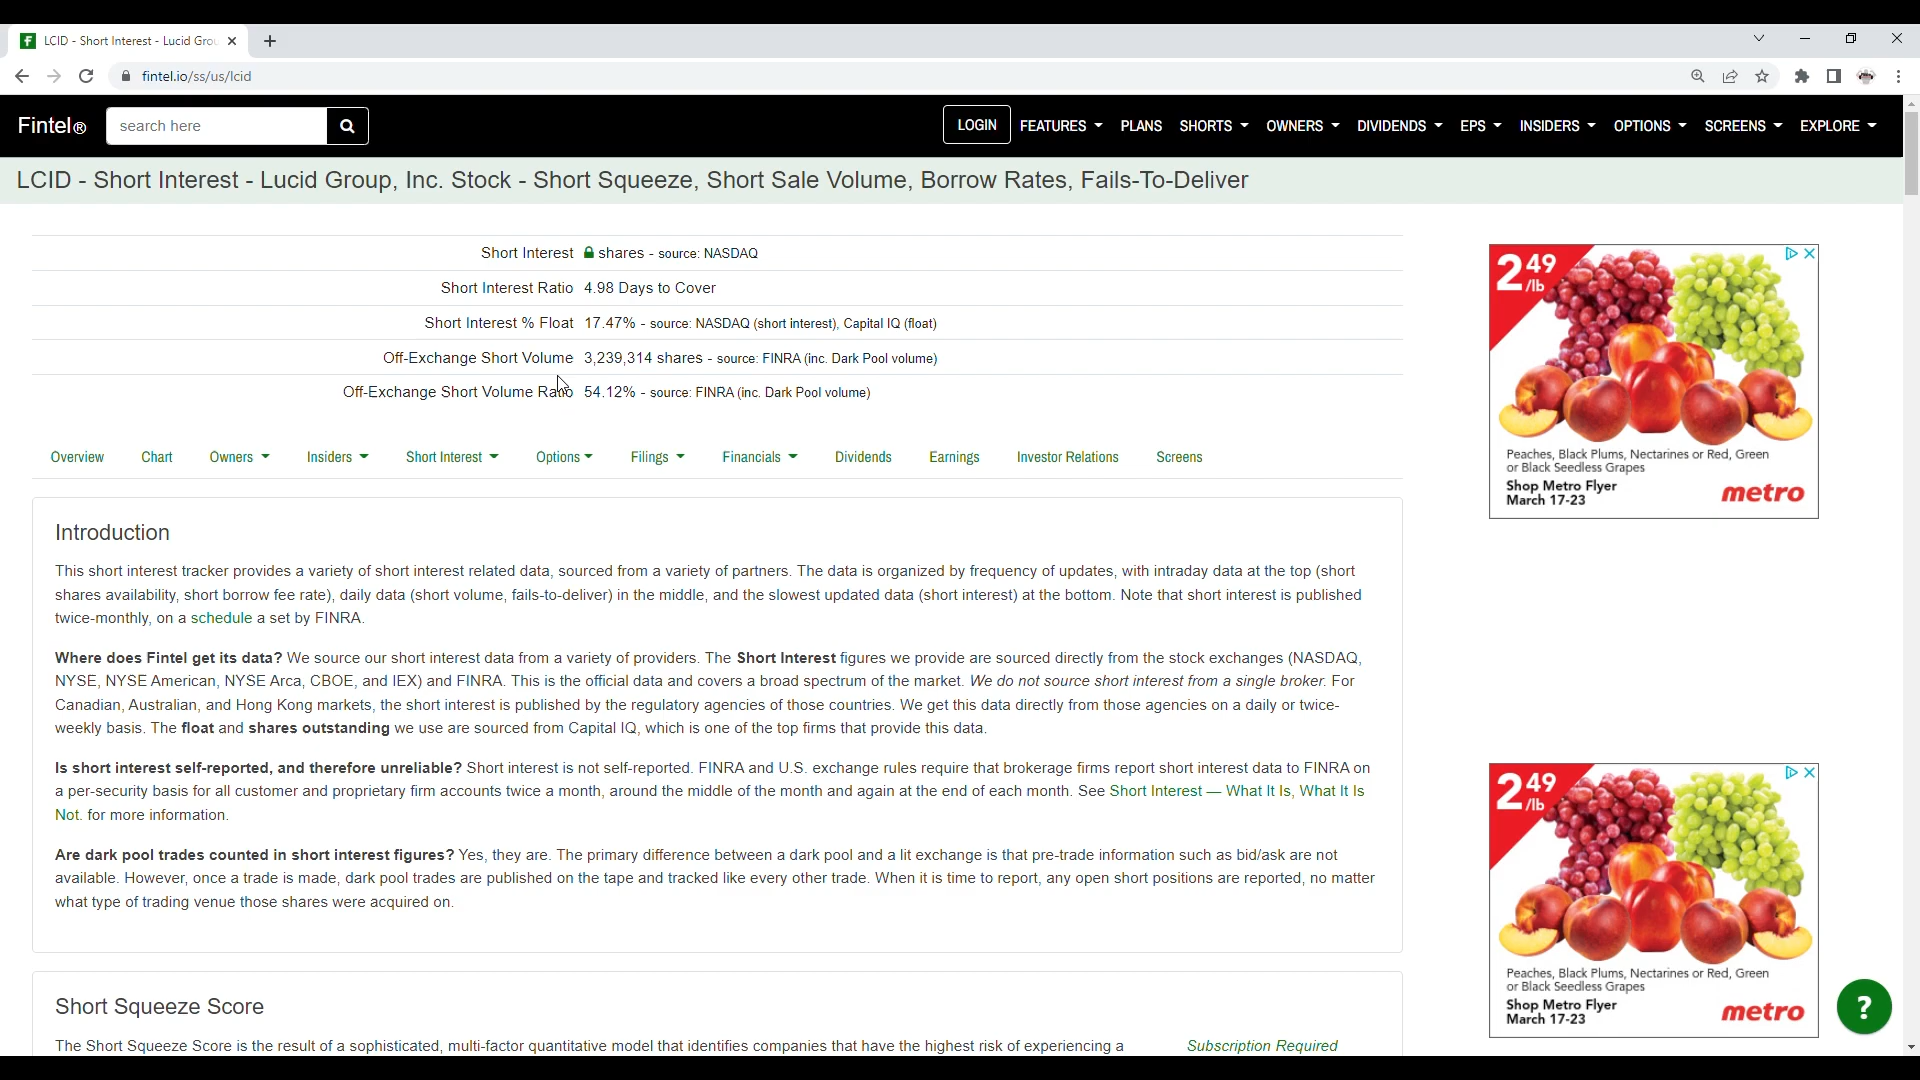 LCID - Short Interest - Lucid Grou
fintel.io/ss/us/lcid
Fintel®
search here
LOGIN
FEATURES
PLANS
SHORTS
OWNERS
DIVIDENDS
EPS
INSIDERS
OPTIONS
SCREENS
EXPLORE
LCID - Short Interest - Lucid Group, Inc. Stock - Short Squeeze, Short Sale Volume, Borrow Rates, Fails-To-Deliver
Short Interest shares - source: NASDAQ
Short Interest Ratio 4.98 Days to Cover
Short Interest % Float 17.47% - source: NASDAQ (short interest), Capital IQ (float)
Off-Exchange Short Volume 3,239,314 shares - source: FINRA (inc. Dark Pool volume)
Off-Exchange Short Volume Ratio 54.12% - source: FINRA (inc. Dark Pool volume)
Overview
Chart
Owners
Insiders
Short Interest
Options
Filings
Financials
Dividends
Earnings
Investor Relations
Screens
Introduction
This short interest tracker provides a variety of short interest related data, sourced from a variety of partners. The data is organized by frequency of updates, with intraday data at the top (short
shares availability, short borrow fee rate), daily data (short volume, fails-to-deliver) in the middle, and the slowest updated data (short interest) at the bottom. Note that short interest is published
twice-monthly, on a schedule a set by FINRA.
Where does Fintel get its data? We source our short interest data from a variety of providers. The Short Interest figures we provide are sourced directly from the stock exchanges (NASDAQ,
NYSE, NYSE American, NYSE Arca, CBOE, and IEX) and FINRA. This is the official data and covers a broad spectrum of the market. We do not source short interest from a single broker. For
Canadian, Australian, and Hong Kong markets, the short interest is published by the regulatory agencies of those countries. We get this data directly from those agencies on a daily or twice-
weekly basis. The float and shares outstanding we use are sourced from Capital IQ, which is one of the top firms that provide this data.
Is short interest self-reported, and therefore unreliable? Short interest is not self-reported. FINRA and U.S. exchange rules require that brokerage firms report short interest data to FINRA on
a per-security basis for all customer and proprietary firm accounts twice a month, around the middle of the month and again at the end of each month. See Short Interest — What It Is, What It Is
Not. for more information.
Are dark pool trades counted in short interest figures? Yes, they are. The primary difference between a dark pool and a lit exchange is that pre-trade information such as bid/ask are not
available. However, once a trade is made, dark pool trades are published on the tape and tracked like every other trade. When it is time to report, any open short positions are reported, no matter
what type of trading venue those shares were acquired on.
Short Squeeze Score
The Short Squeeze Score is the result of a sophisticated, multi-factor quantitative model that identifies companies that have the highest risk of experiencing a
Subscription Required
2 49
/lb
Peaches, Black Plums, Nectarines or Red, Green
or Black Seedless Grapes
Shop Metro Flyer
March 17-23
metro
2 49
/lb
Peaches, Black Plums, Nectarines or Red, Green
or Black Seedless Grapes
Shop Metro Flyer
March 17-23
metro
?